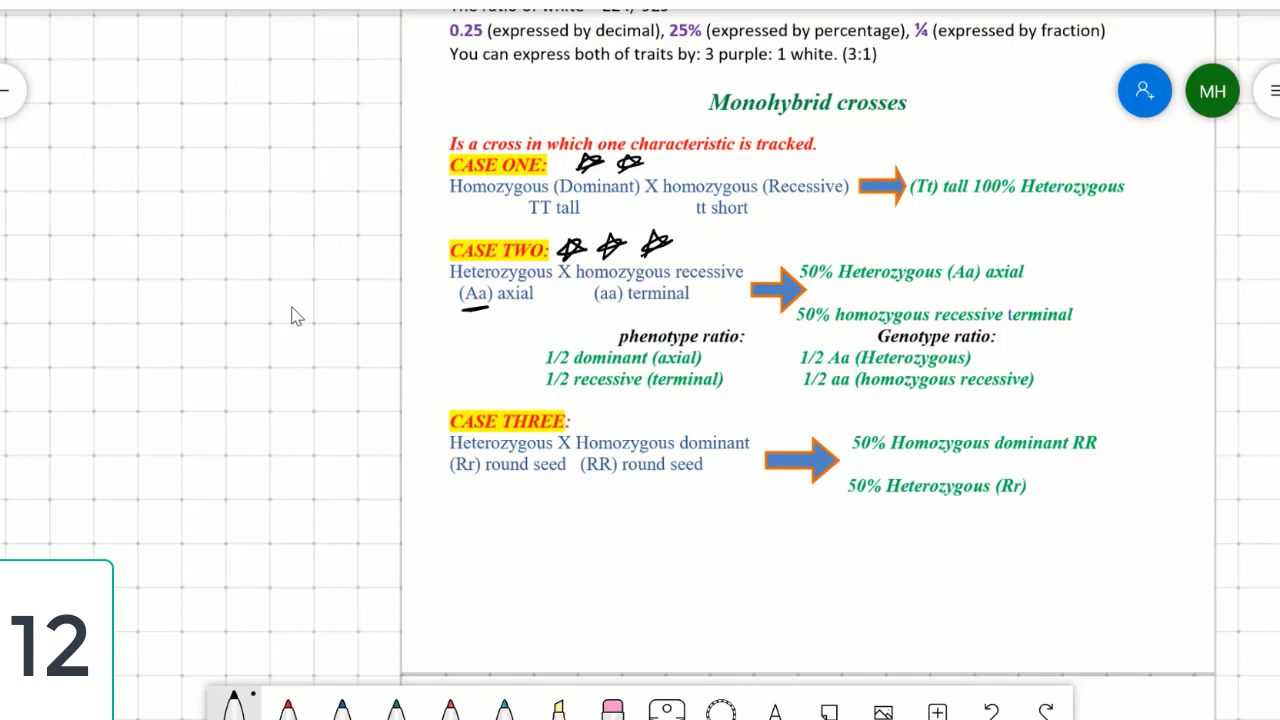 0.25 (expressed by decimal), 25% (expressed by percentage), ¼ (expressed by fraction)
You can express both of traits by: 3 purple: 1 white. (3:1)
MH
Monohybrid crosses
Is a cross in which one characteristic is tracked.
CASE ONE:
Homozygous (Dominant) X homozygous (Recessive) (Tt) tall 100% Heterozygous
TT tall tt short
CASE TWO:
Heterozygous X homozygous recessive 50% Heterozygous (Aa) axial
(Aa) axial (aa) terminal
50% homozygous recessive terminal
phenotype ratio: Genotype ratio:
1/2 dominant (axial) 1/2 Aa (Heterozygous)
1/2 recessive (terminal) 1/2 aa (homozygous recessive)
CASE THREE:
Heterozygous X Homozygous dominant 50% Homozygous dominant RR
(Rr) round seed (RR) round seed
50% Heterozygous (Rr)
12